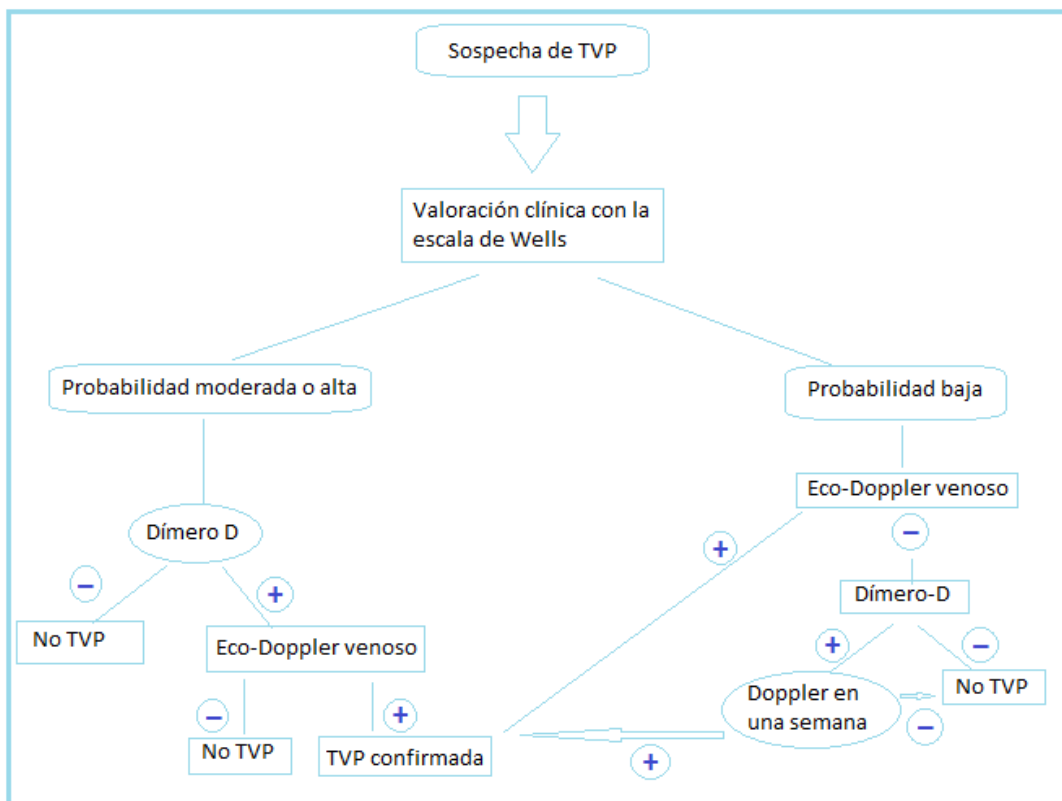 Sospecha de TVP
Valoración clínica con la
escala de Wells
Probabilidad moderada o alta
Probabilidad baja
Eco-Doppler venoso
Dímero D
+
−
−
+
Dímero-D
No TVP
Eco-Doppler venoso
+
−
Doppler en
una semana
No TVP
−
+
−
No TVP
TVP confirmada
+